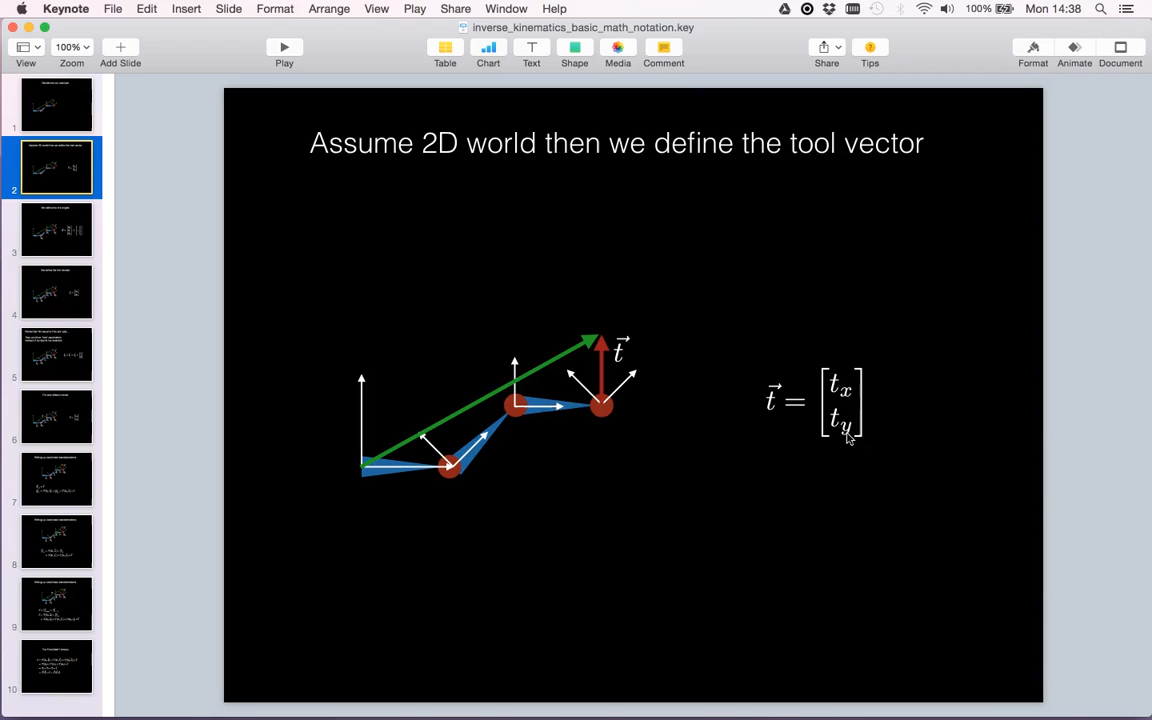 Keynote File Edit Insert Slide Format Arrange View Play Share Window Help 100% Mon 14:38
inverse_kinematics_basic_math_notation.key
100%
View Zoom Add Slide Play Table Chart Text Shape Media Comment Share Tips Format Animate Document
1
2
3
4
5
6
7
8
9
10
Assume 2D world then we define the tool vector
t⃗
t⃗ = [t_x
t_y]